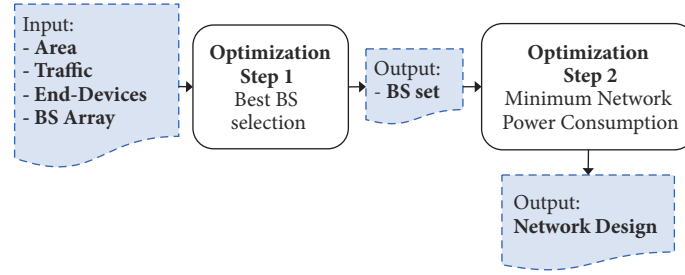 Input:
- Area
- Traffic
- End-Devices
- BS Array
Optimization
Step 1
Best BS
selection
Output:
- BS set
Optimization
Step 2
Minimum Network
Power Consumption
Output:
Network Design